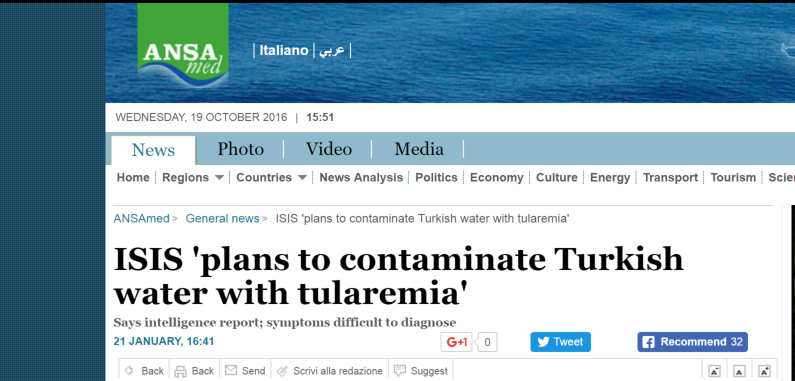 ANSA
med
| Italiano | عربي |
WEDNESDAY, 19 OCTOBER 2016 | 15:51
News Photo Video Media
Home Regions Countries News Analysis Politics Economy Culture Energy Transport Tourism Scie
ANSAmed > General news > ISIS 'plans to contaminate Turkish water with tularemia'
ISIS 'plans to contaminate Turkish
water with tularemia'
Says intelligence report; symptoms difficult to diagnose
21 JANUARY, 16:41 G+1 0 Tweet Recommend 32
Back Back Send Scrivi alla redazione Suggest A- A A+